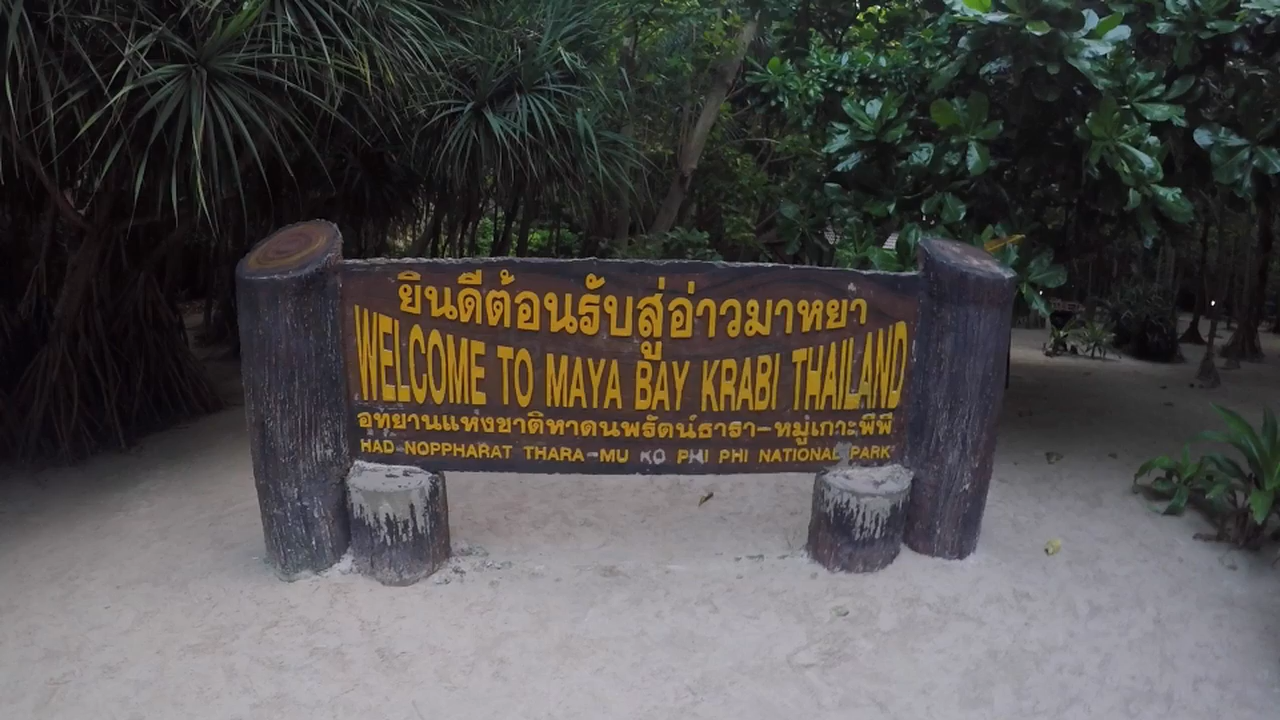 ยินดีต้อนรับสู่อ่าวมาหยา
WELCOME TO MAYA BAY KRABI THAILAND
อุทยานแห่งชาติหาดนพรัตน์ธารา-หมู่เกาะพีพี
HAD NOPPHARAT THARA-MU KO PHI PHI NATIONAL PARK